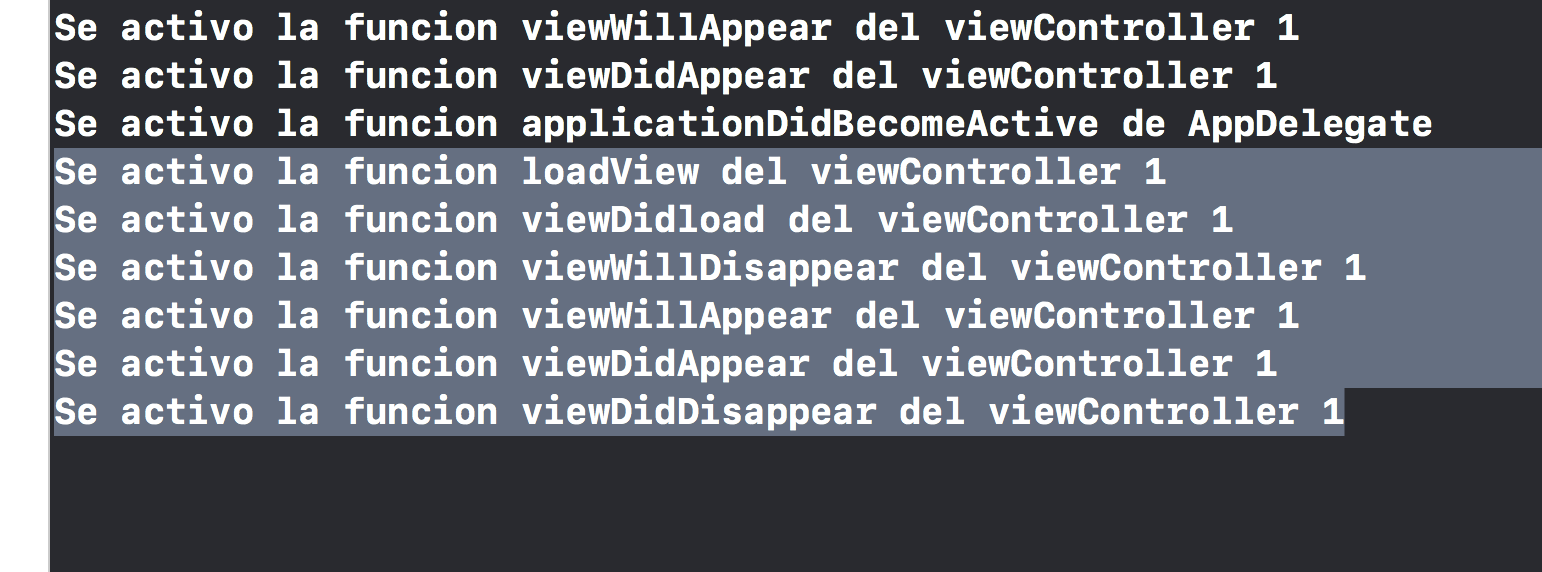 Se activo la funcion viewWillAppear del viewController 1
Se activo la funcion viewDidAppear del viewController 1
Se activo la funcion applicationDidBecomeActive de AppDelegate
Se activo la funcion loadView del viewController 1
Se activo la funcion viewDidload del viewController 1
Se activo la funcion viewWillDisappear del viewController 1
Se activo la funcion viewWillAppear del viewController 1
Se activo la funcion viewDidAppear del viewController 1
Se activo la funcion viewDidDisappear del viewController 1